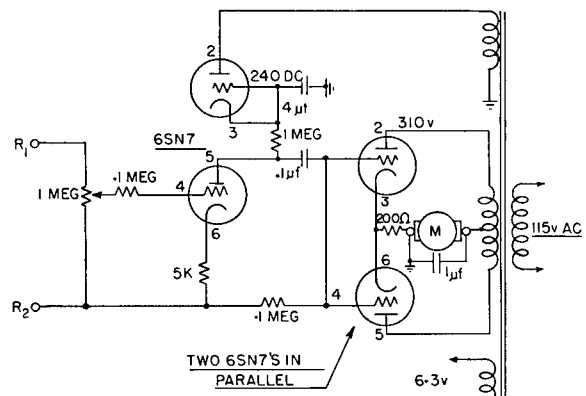 2
240 DC
4 µf
3
6SN7
1 MEG
310v
R1
5
.1µf
2
.1 MEG
1 MEG
4
3
200Ω
M
115v AC
6
6
1µf
5K
R2
.1 MEG
4
5
TWO 6SN7'S IN
PARALLEL
6·3v